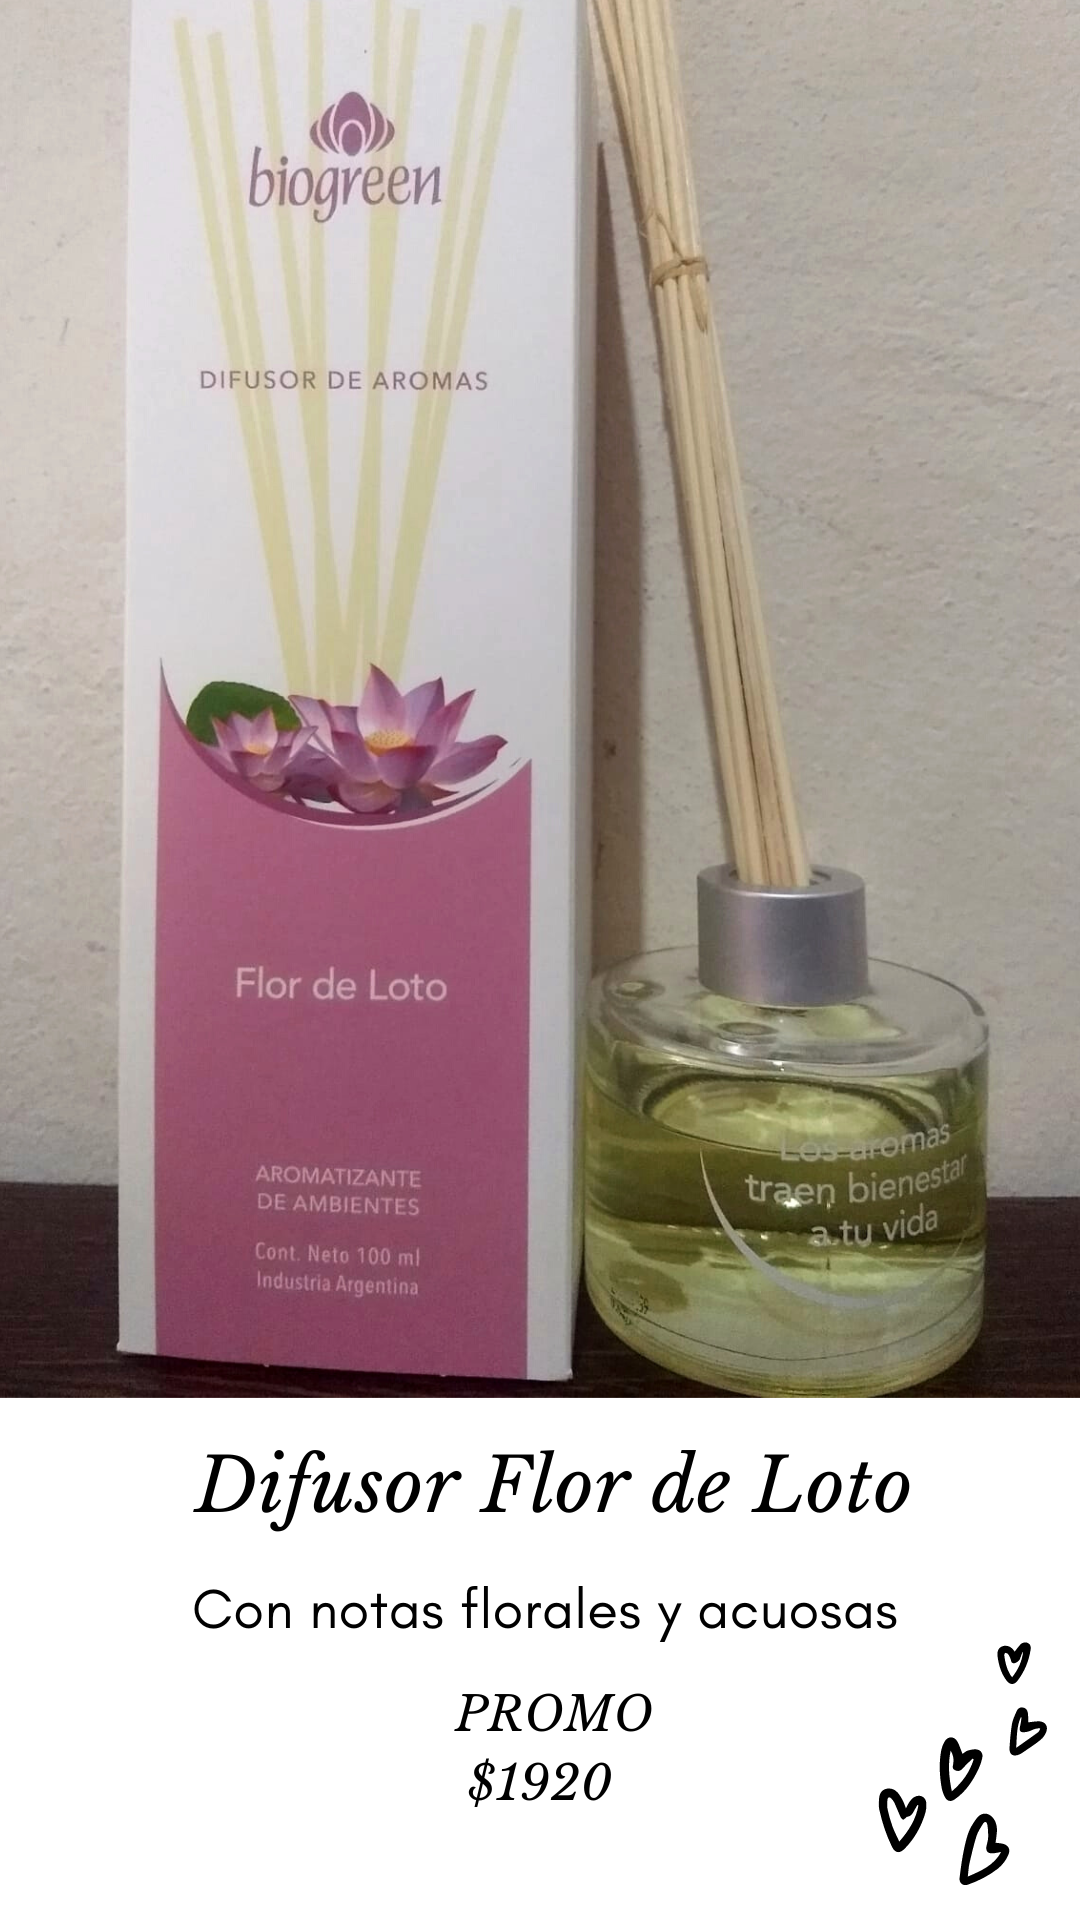 biogreen
DIFUSOR DE AROMAS
Flor de Loto
AROMATIZANTE
DE AMBIENTES
Cont. Neto 100 ml
Industria Argentina
Los aromas
traen bienestar
a tu vida
Difusor Flor de Loto
Con notas florales y acuosas
PROMO
$1920